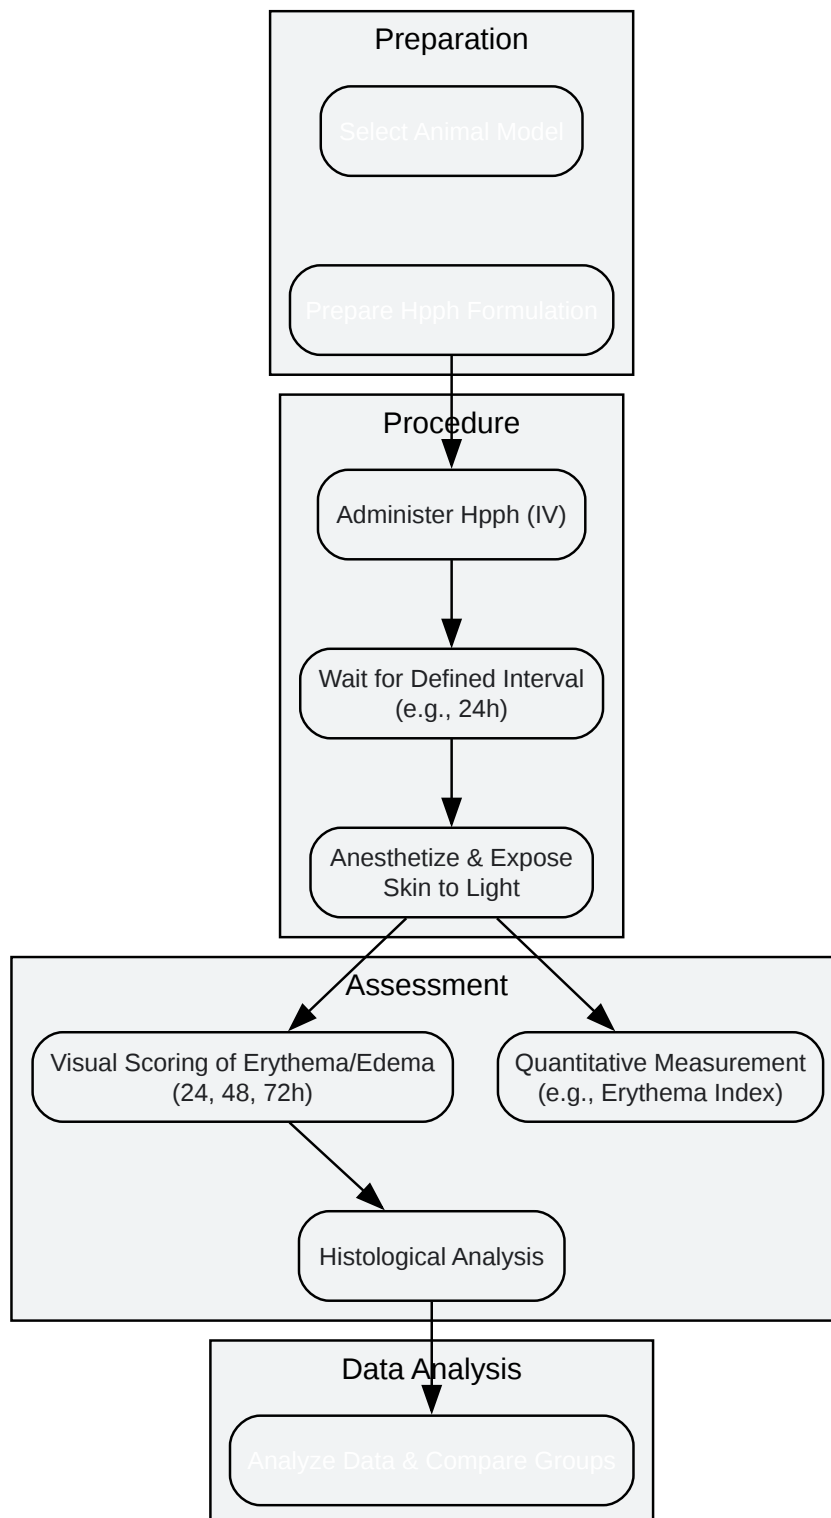 Preparation
Select Animal Model
Prepare Hpph Formulation
Procedure
Administer Hpph (IV)
Wait for Defined Interval
(e.g., 24h)
Anesthetize & Expose
Skin to Light
Assessment
Visual Scoring of Erythema/Edema
(24, 48, 72h)
Quantitative Measurement
(e.g., Erythema Index)
Histological Analysis
Data Analysis
Analyze Data & Compare Groups